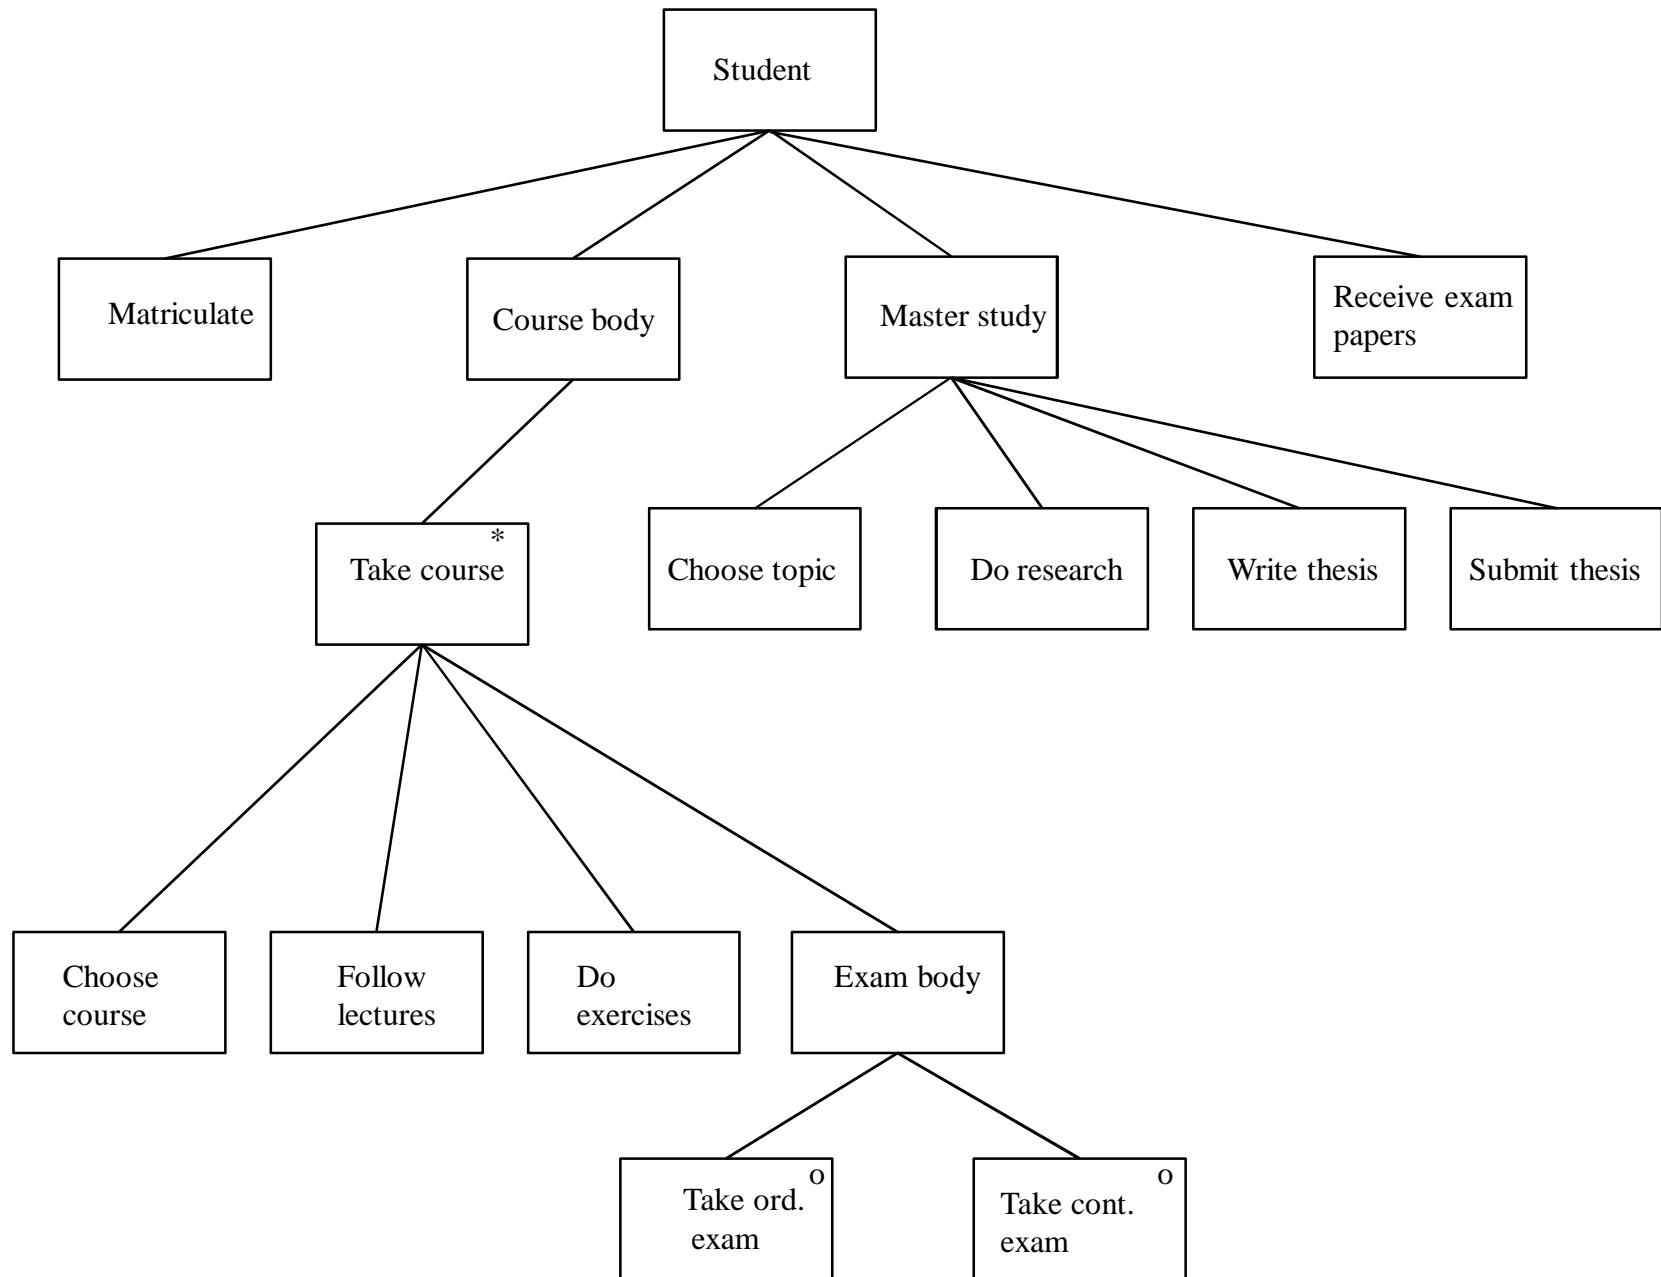 Student
Matriculate
Course body
Master study
Receive exam
papers
*
Take course
Choose topic
Do research
Write thesis
Submit thesis
Choose
course
Follow
lectures
Do
exercises
Exam body
o
Take ord.
exam
o
Take cont.
exam